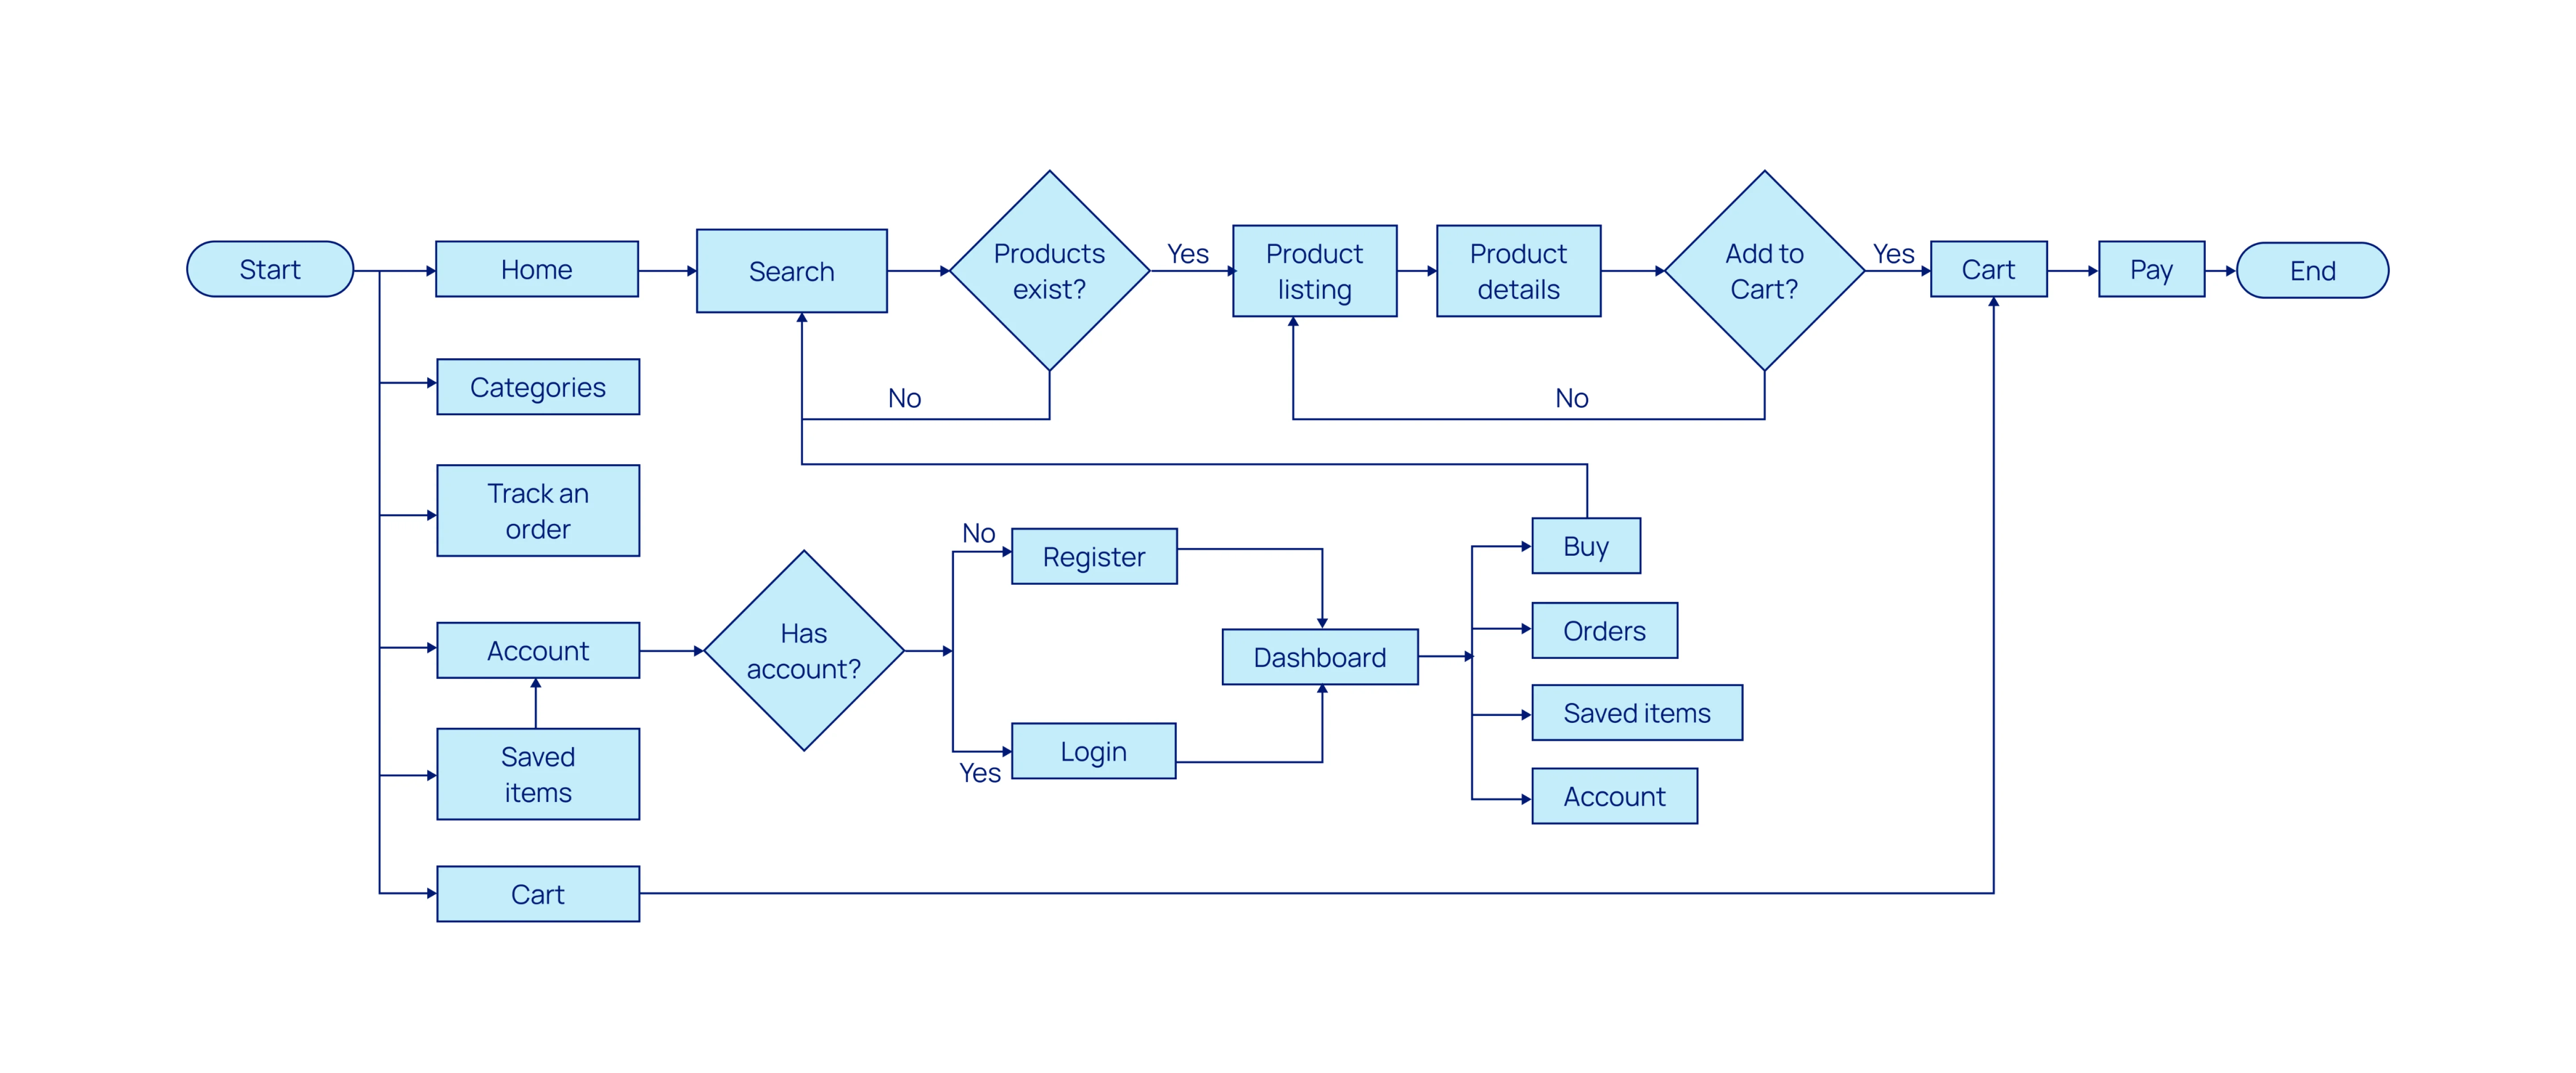 Start
Home
Search
Products
exist?
Yes
Product
listing
Product
details
Add to
Cart?
Yes
Cart
Pay
End
Categories
No
No
Track an
order
No
Register
Buy
Has
account?
Account
Dashboard
Orders
Saved items
Saved
items
Login
Yes
Account
Cart